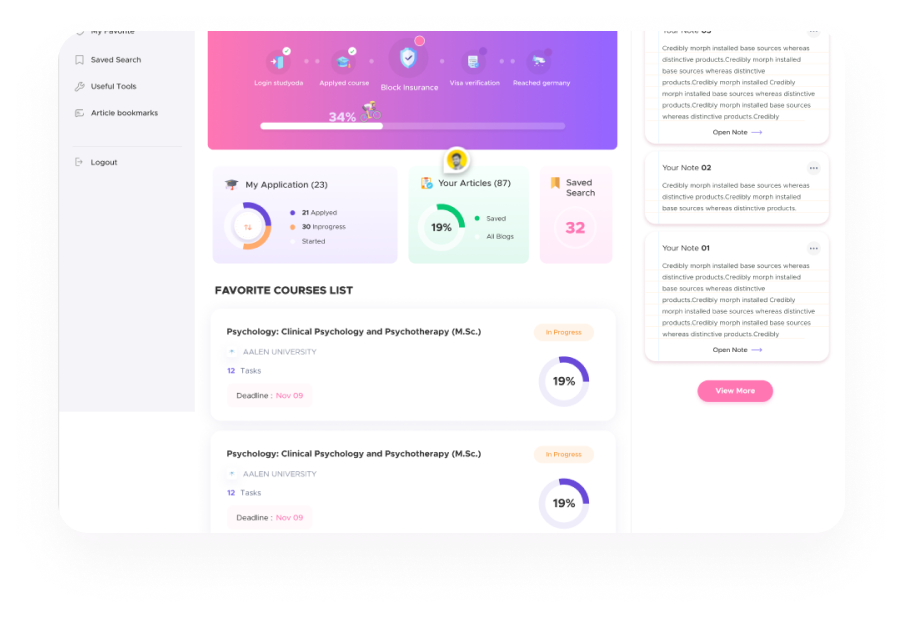 My Favorite
Saved Search
Useful Tools
Article bookmarks
Logout
Login studyoda
Applyed course
Block Insurance
Visa verification
Reached germany
34%
My Application (23)
21 Applyed
30 Inprogress
Started
Your Articles (87)
19%
Saved
All Blogs
Saved
Search
32
FAVORITE COURSES LIST
Psychology: Clinical Psychology and Psychotherapy (M.Sc.)
In Progress
AALEN UNIVERSITY
12 Tasks
19%
Deadline : Nov 09
Psychology: Clinical Psychology and Psychotherapy (M.Sc.)
In Progress
AALEN UNIVERSITY
12 Tasks
19%
Deadline : Nov 09
Your Note 03
Credibly morph installed base sources whereas
distinctive products.Credibly morph installed
base sources whereas distinctive
products.Credibly morph installed Credibly
morph installed base sources whereas distinctive
products.Credibly morph installed base sources
whereas distinctive products.Credibly
Open Note
Your Note 02
Credibly morph installed base sources whereas
distinctive products.Credibly morph installed
base sources whereas distinctive products.
Your Note 01
Credibly morph installed base sources whereas
distinctive products.Credibly morph installed
base sources whereas distinctive
products.Credibly morph installed Credibly
morph installed base sources whereas distinctive
products.Credibly morph installed base sources
whereas distinctive products.Credibly
Open Note
View More